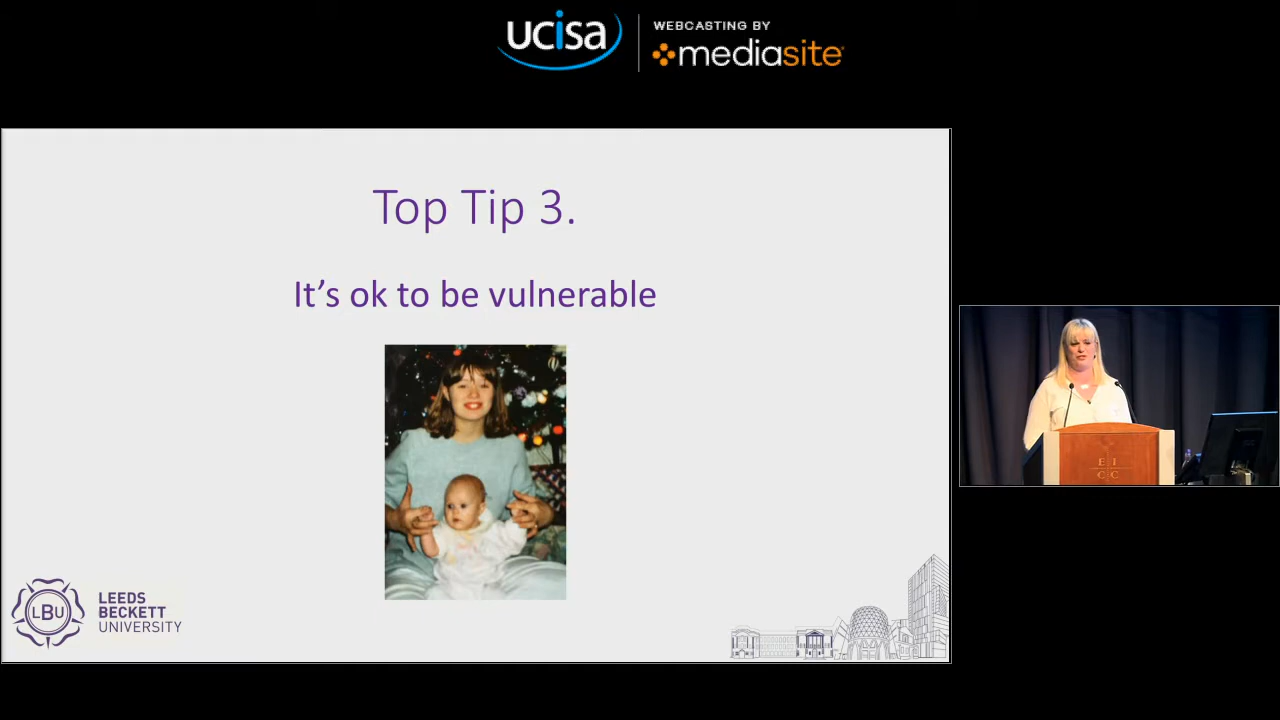 ucisa
WEBCASTING BY
mediasite
Top Tip 3.
It's ok to be vulnerable
LBU
LEEDS
BECKETT
UNIVERSITY
E I
C C